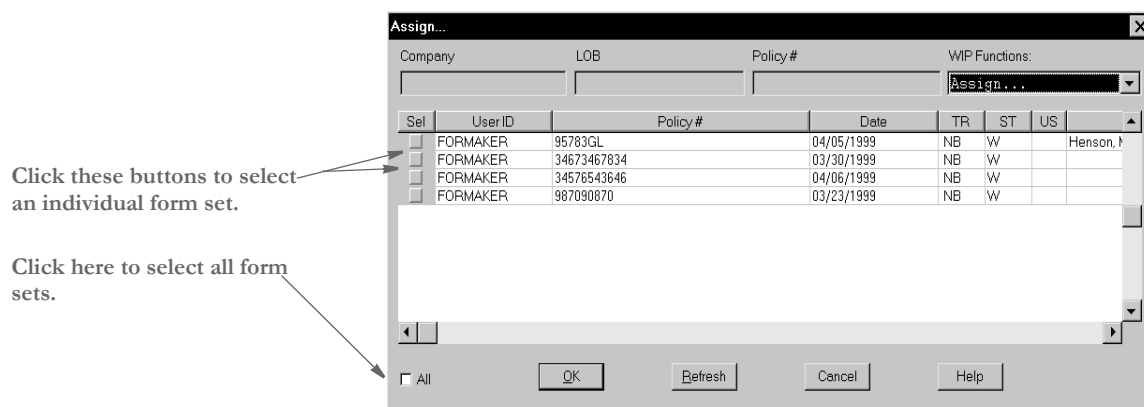 Assign...
Company LOB Policy # WIP Functions:
Assign...
Sel User ID Policy # Date TR ST US
FORMAKER 95783GL 04/05/1999 NB W Henson, M
FORMAKER 34673467834 03/30/1999 NB W
FORMAKER 34576543646 04/06/1999 NB W
FORMAKER 987090870 03/23/1999 NB W
Click these buttons to select
an individual form set.
Click here to select all form
sets.
All OK Refresh Cancel Help